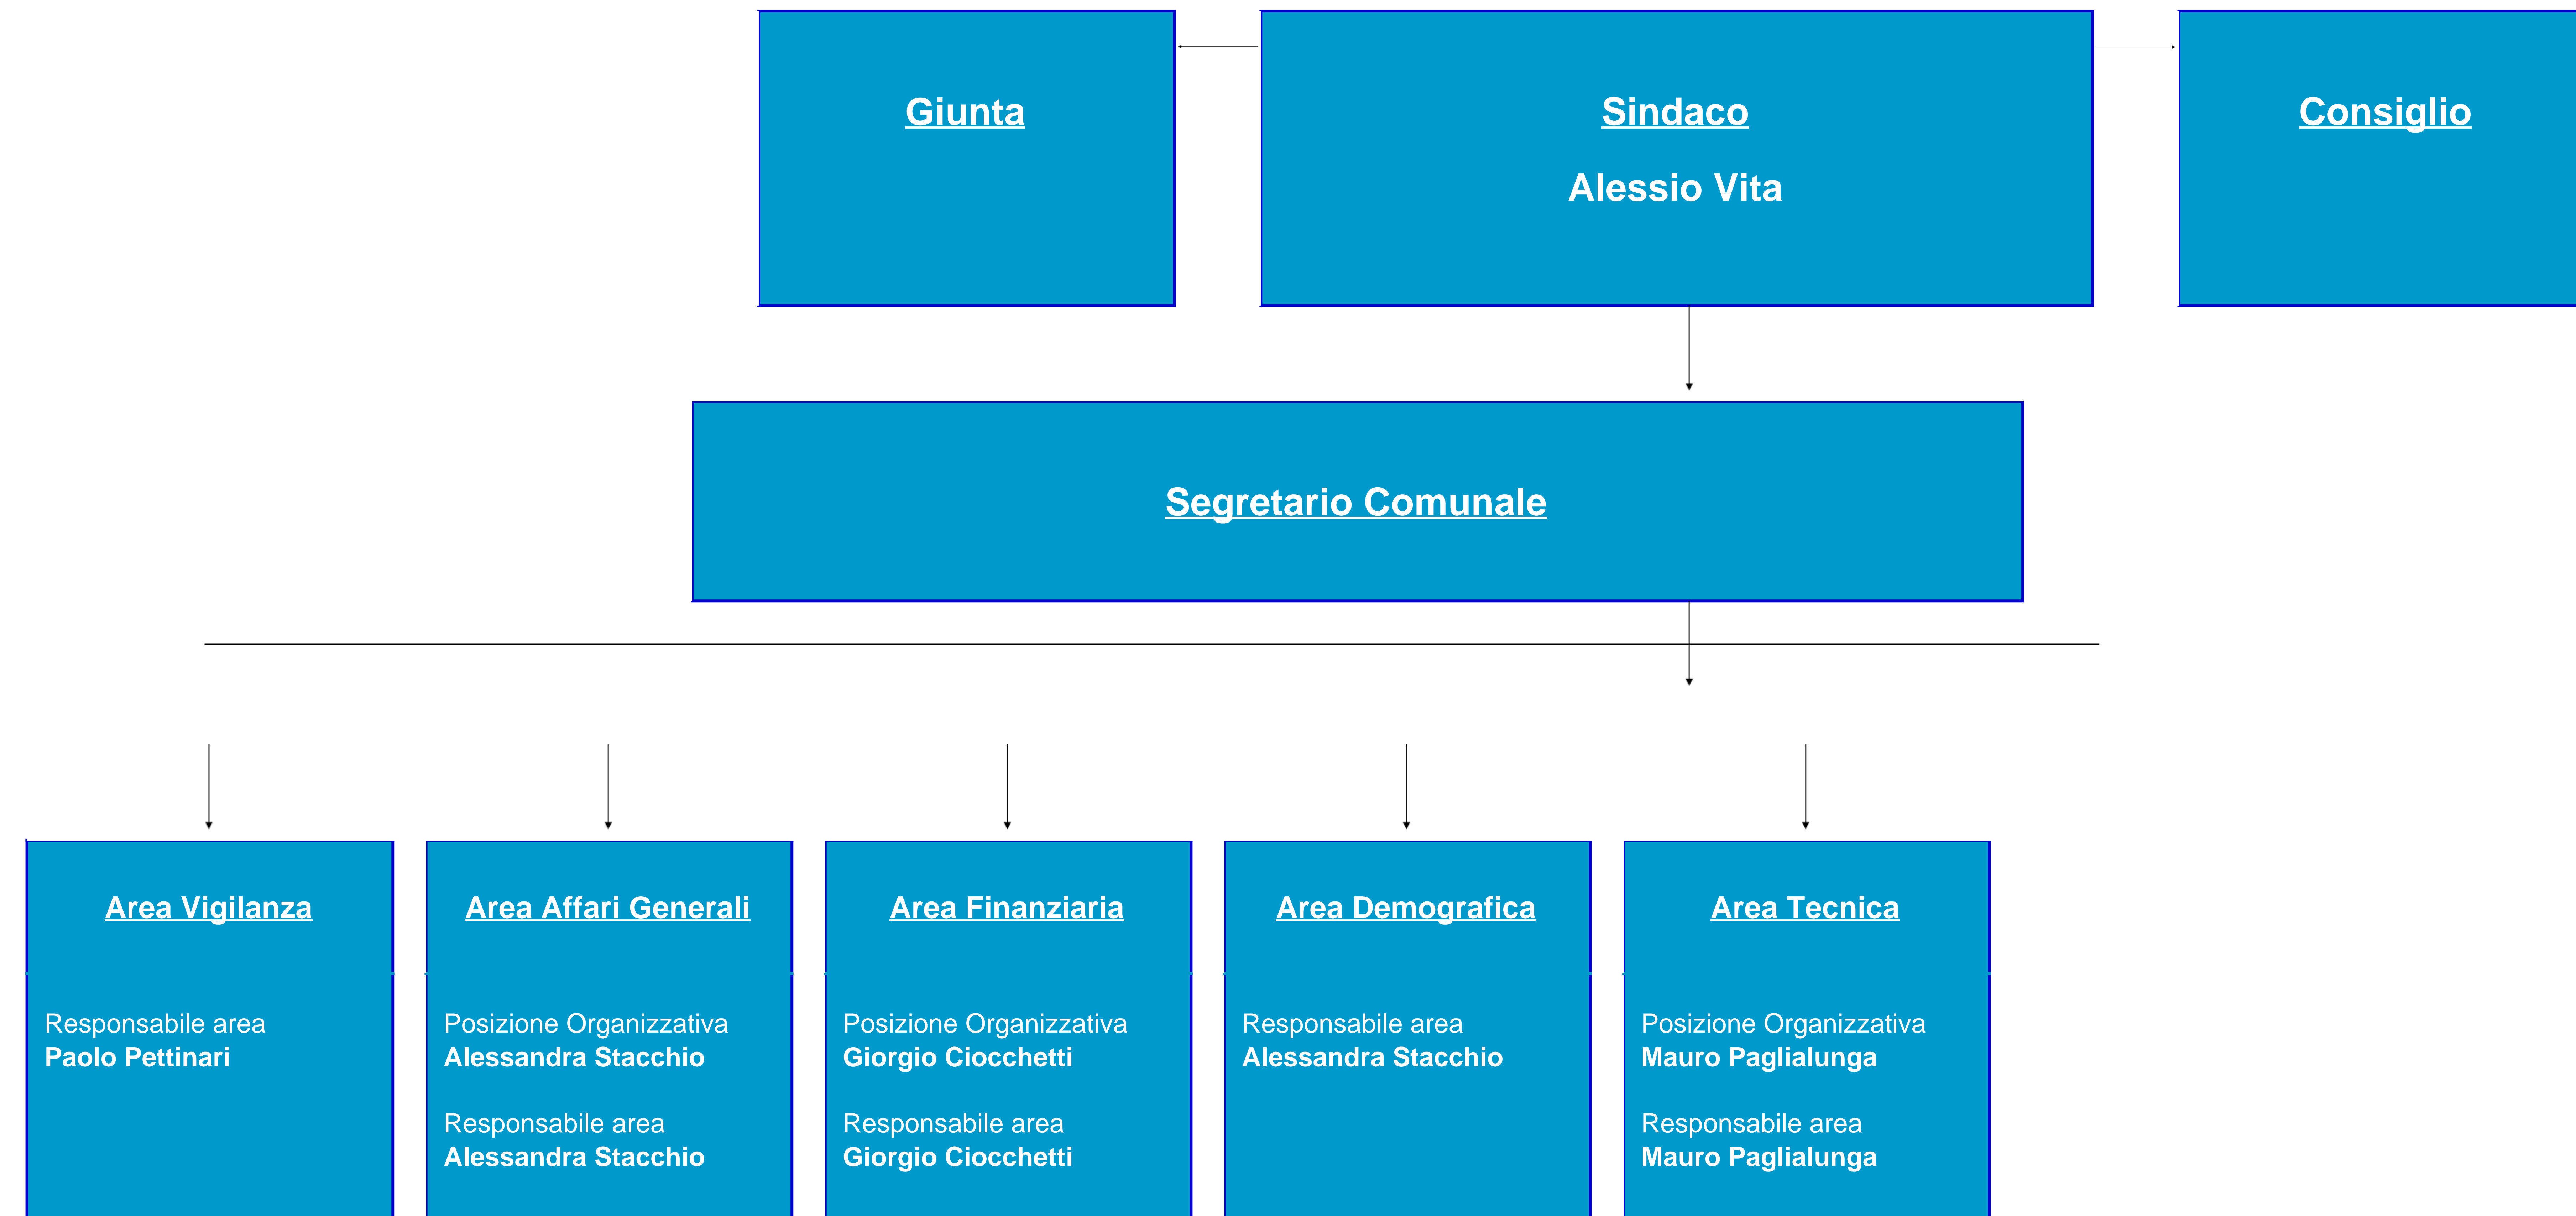 Giunta
Sindaco
Alessio Vita
Consiglio
Segretario Comunale
Area Vigilanza
Responsabile area
Paolo Pettinari
Area Affari Generali
Posizione Organizzativa
Alessandra Stacchio
Responsabile area
Alessandra Stacchio
Area Finanziaria
Posizione Organizzativa
Giorgio Ciocchetti
Responsabile area
Giorgio Ciocchetti
Area Demografica
Responsabile area
Alessandra Stacchio
Area Tecnica
Posizione Organizzativa
Mauro Paglialunga
Responsabile area
Mauro Paglialunga